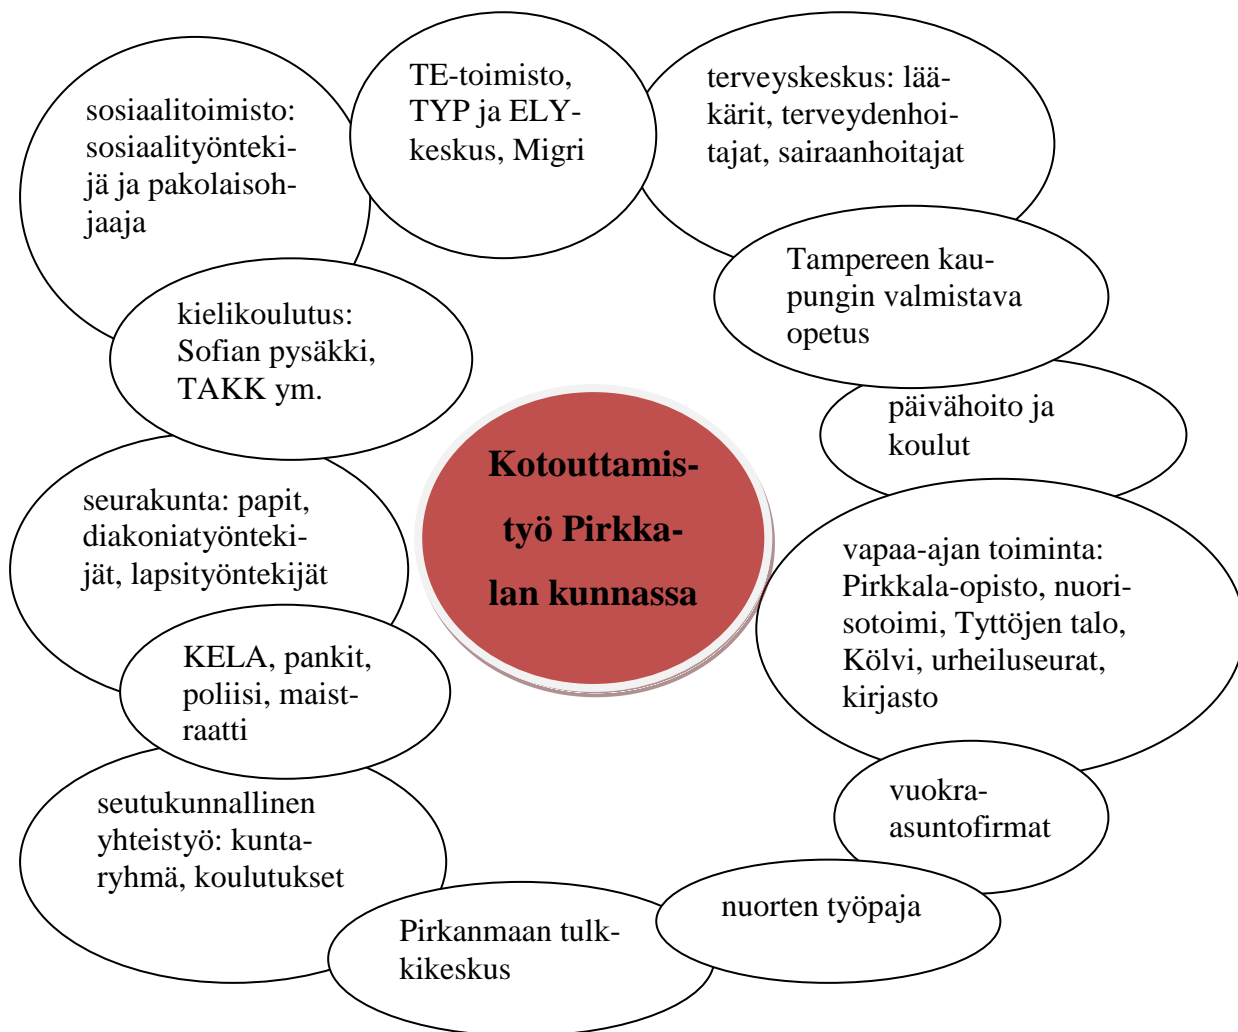 sosiaalitoimisto:
sosiaalityönteki-
jä ja pakolaisoh-
jaaja
TE-toimisto,
TYP ja ELY-
keskus, Migri
terveyskeskus: lää-
kärit, terveydenhoi-
tajat, sairaanhoitajat
Tampereen kau-
pungin valmistava
opetus
kielikoulutus:
Sofian pysäkki,
TAKK ym.
päivähoito ja
koulut
Kotouttamis-
työ Pirkka-
lan kunnassa
seurakunta: papit,
diakoniatyönteki-
jät, lapsityöntekijät
vapaa-ajan toiminta:
Pirkkala-opisto, nuori-
sotoimi, Tyttöjen talo,
Kölvi, urheiluseurat,
kirjasto
KELA, pankit,
poliisi, maist-
raatti
vuokra-
asuntofirmat
seutukunnallinen
yhteistyö: kunta-
ryhmä, koulutukset
nuorten työpaja
Pirkanmaan tulk-
kikeskus